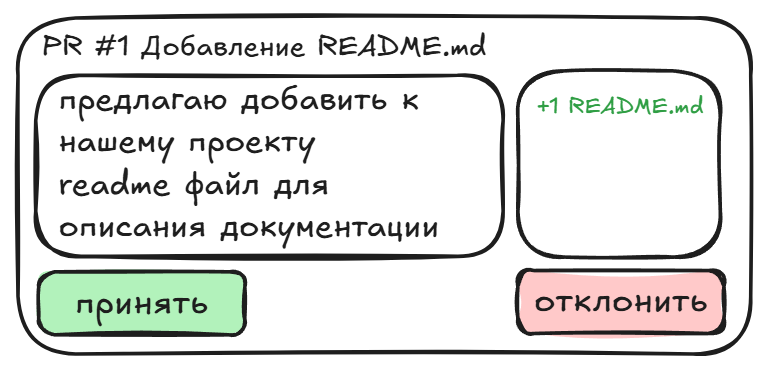 PR #1 Добавление README.md
предлагаю добавить к
нашему проекту
readme файл для
описания документации
+1 README.md
принять
отклонить